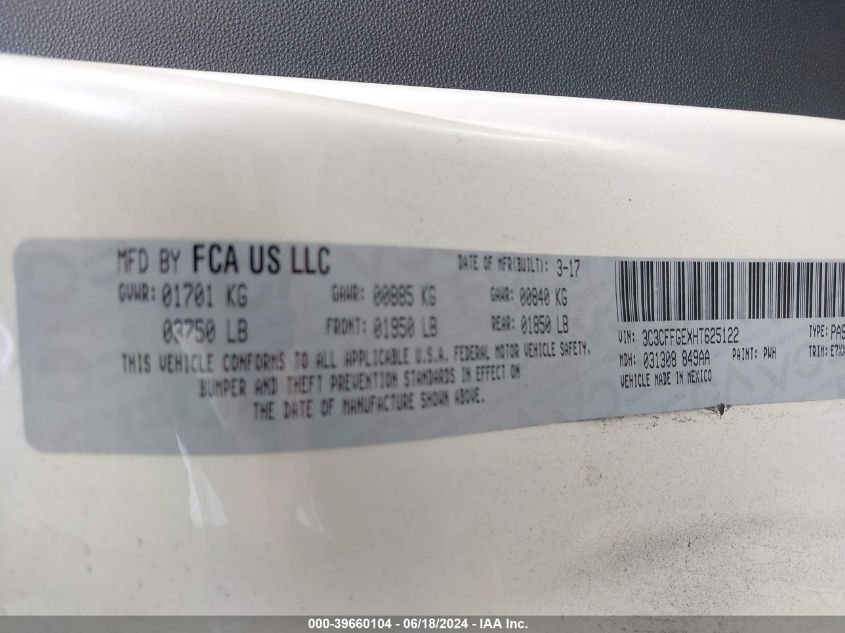 MFD BY FCA US LLC DATE OF MFR(BUILT): 3-17
GVWR: 01701 KG GAWR: 00885 KG GAWR: 00840 KG
03750 LB FRONT: 01950 LB REAR: 01850 LB
THIS VEHICLE CONFORMS TO ALL APPLICABLE U.S.A. FEDERAL MOTOR VEHICLE SAFETY,
BUMPER AND THEFT PREVENTION STANDARDS IN EFFECT ON
THE DATE OF MANUFACTURE SHOWN ABOVE.
VIN: 3C3CFFGEXHT625122 TYPE: PAS
MDH: 031308 849AA PAINT: PWH TRIM:
VEHICLE MADE IN MEXICO
000-39660104 - 06/18/2024 - IAA Inc.